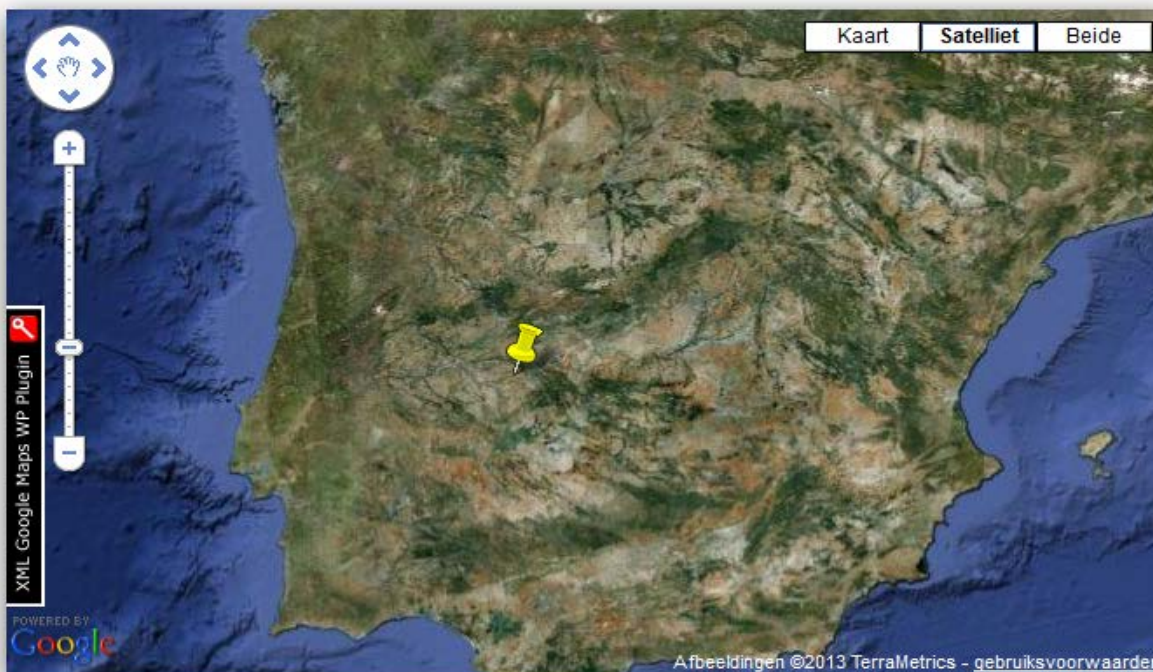 Kaart
Satelliet
Beide
XML Google Maps WP Plugin
POWERED BY
Google
Afbeeldingen ©2013 TerraMetrics - gebruiksvoorwaarden